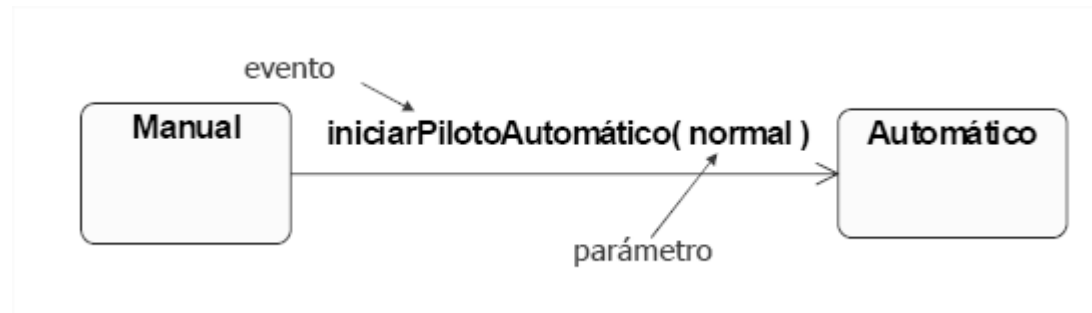 evento
Manual
iniciarPilotoAutomático( normal )
Automático
parámetro